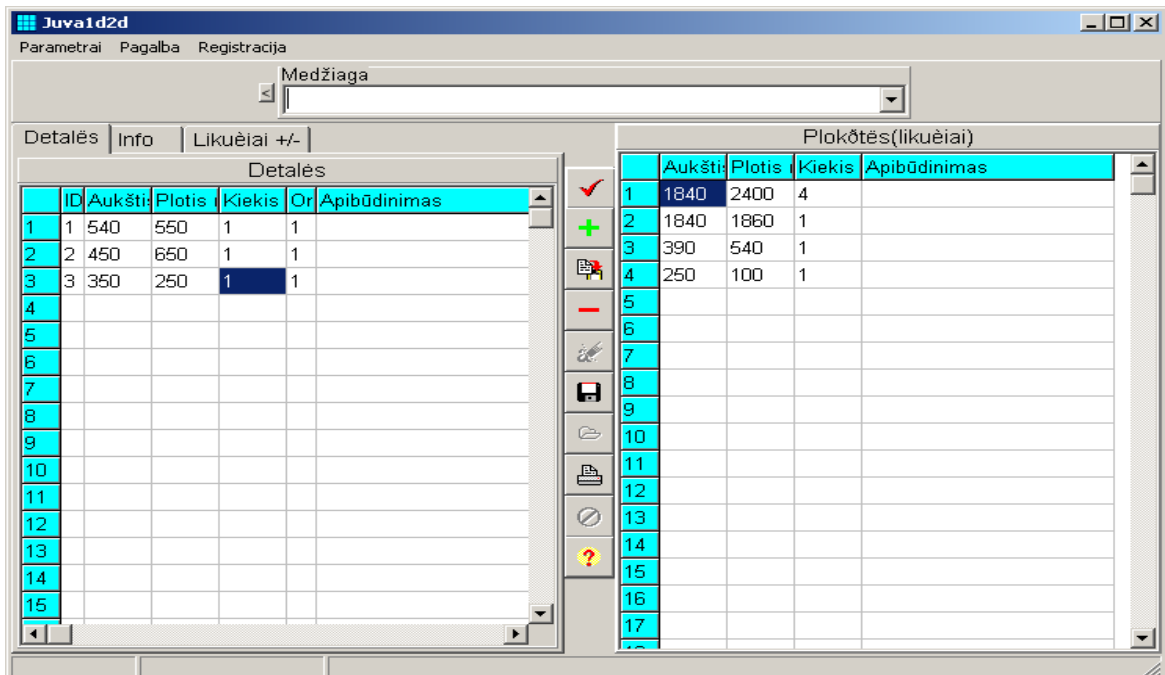 Juva1d2d
Parametrai Pagalba Registracija
Medžiaga
<
Detalës Info Likuèiai +/-
Detalės
ID Aukšti Plotis Kiekis Or Apibūdinimas
1 1 540 550 1 1
2 2 450 650 1 1
3 3 350 250 1 1
4
5
6
7
8
9
10
11
12
13
14
15
?
Plokðtës(likuèiai)
Aukšti Plotis Kiekis Apibūdinimas
1 1840 2400 4
2 1840 1860 1
3 390 540 1
4 250 100 1
5
6
7
8
9
10
11
12
13
14
15
16
17